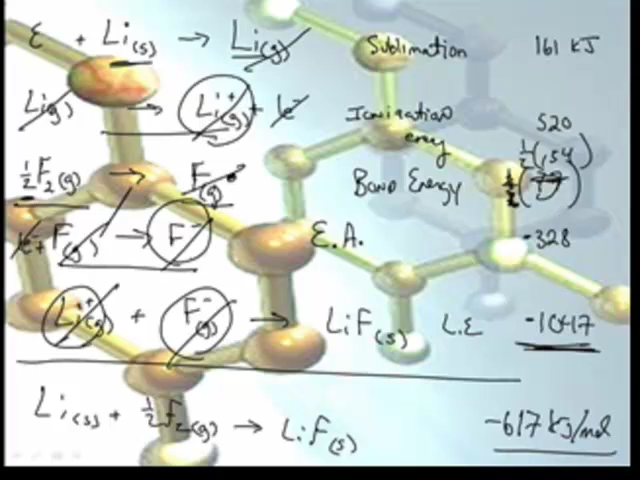 E + Li(s) → Li(g) Sublimation 161 KJ
Li(g) → Li⁺(g) + e⁻ Ionization energy 520
½F₂(g) → F(g) Bond Energy ½(154)
e⁻ + F(g) → F⁻ E.A. -328
Li⁺(g) + F⁻(g) → LiF(s) L.E -1047
Li(s) + ½F₂(g) → LiF(s) -617 KJ/mol